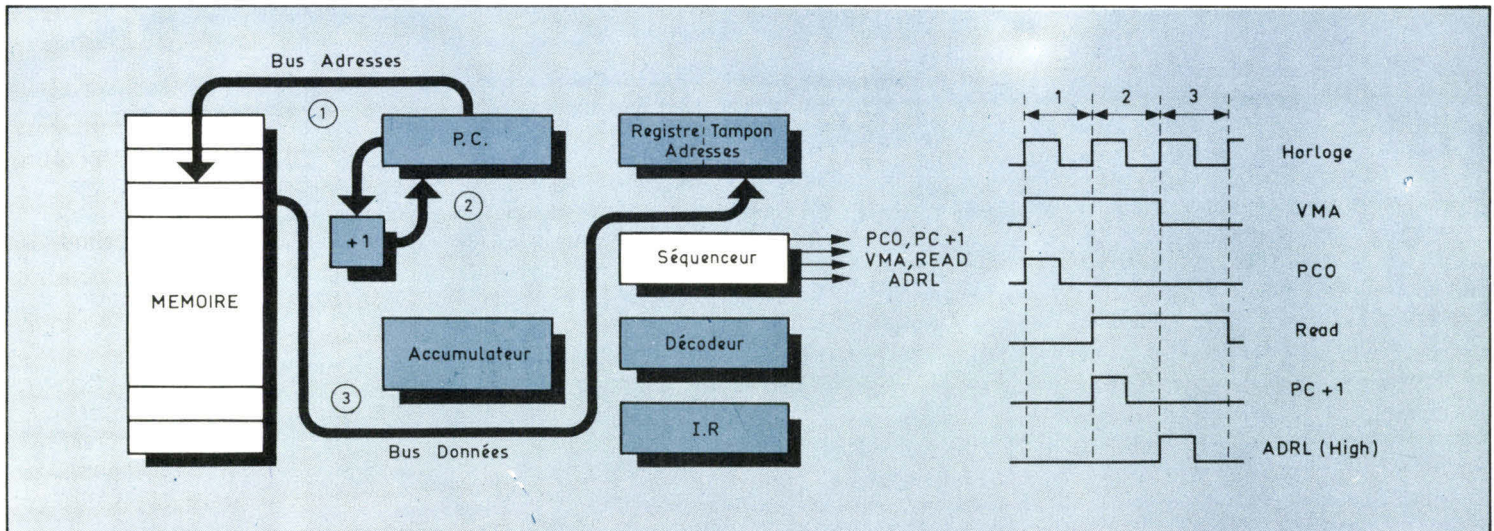 Bus Adresses
1
P.C.
Registre Tampon
Adresses
+1
2
MEMOIRE
Séquenceur
PCO, PC +1
VMA, READ
ADRL
Accumulateur
Décodeur
3
I.R
Bus Données
1 2 3
Horloge
VMA
PCO
Read
PC +1
ADRL (High)